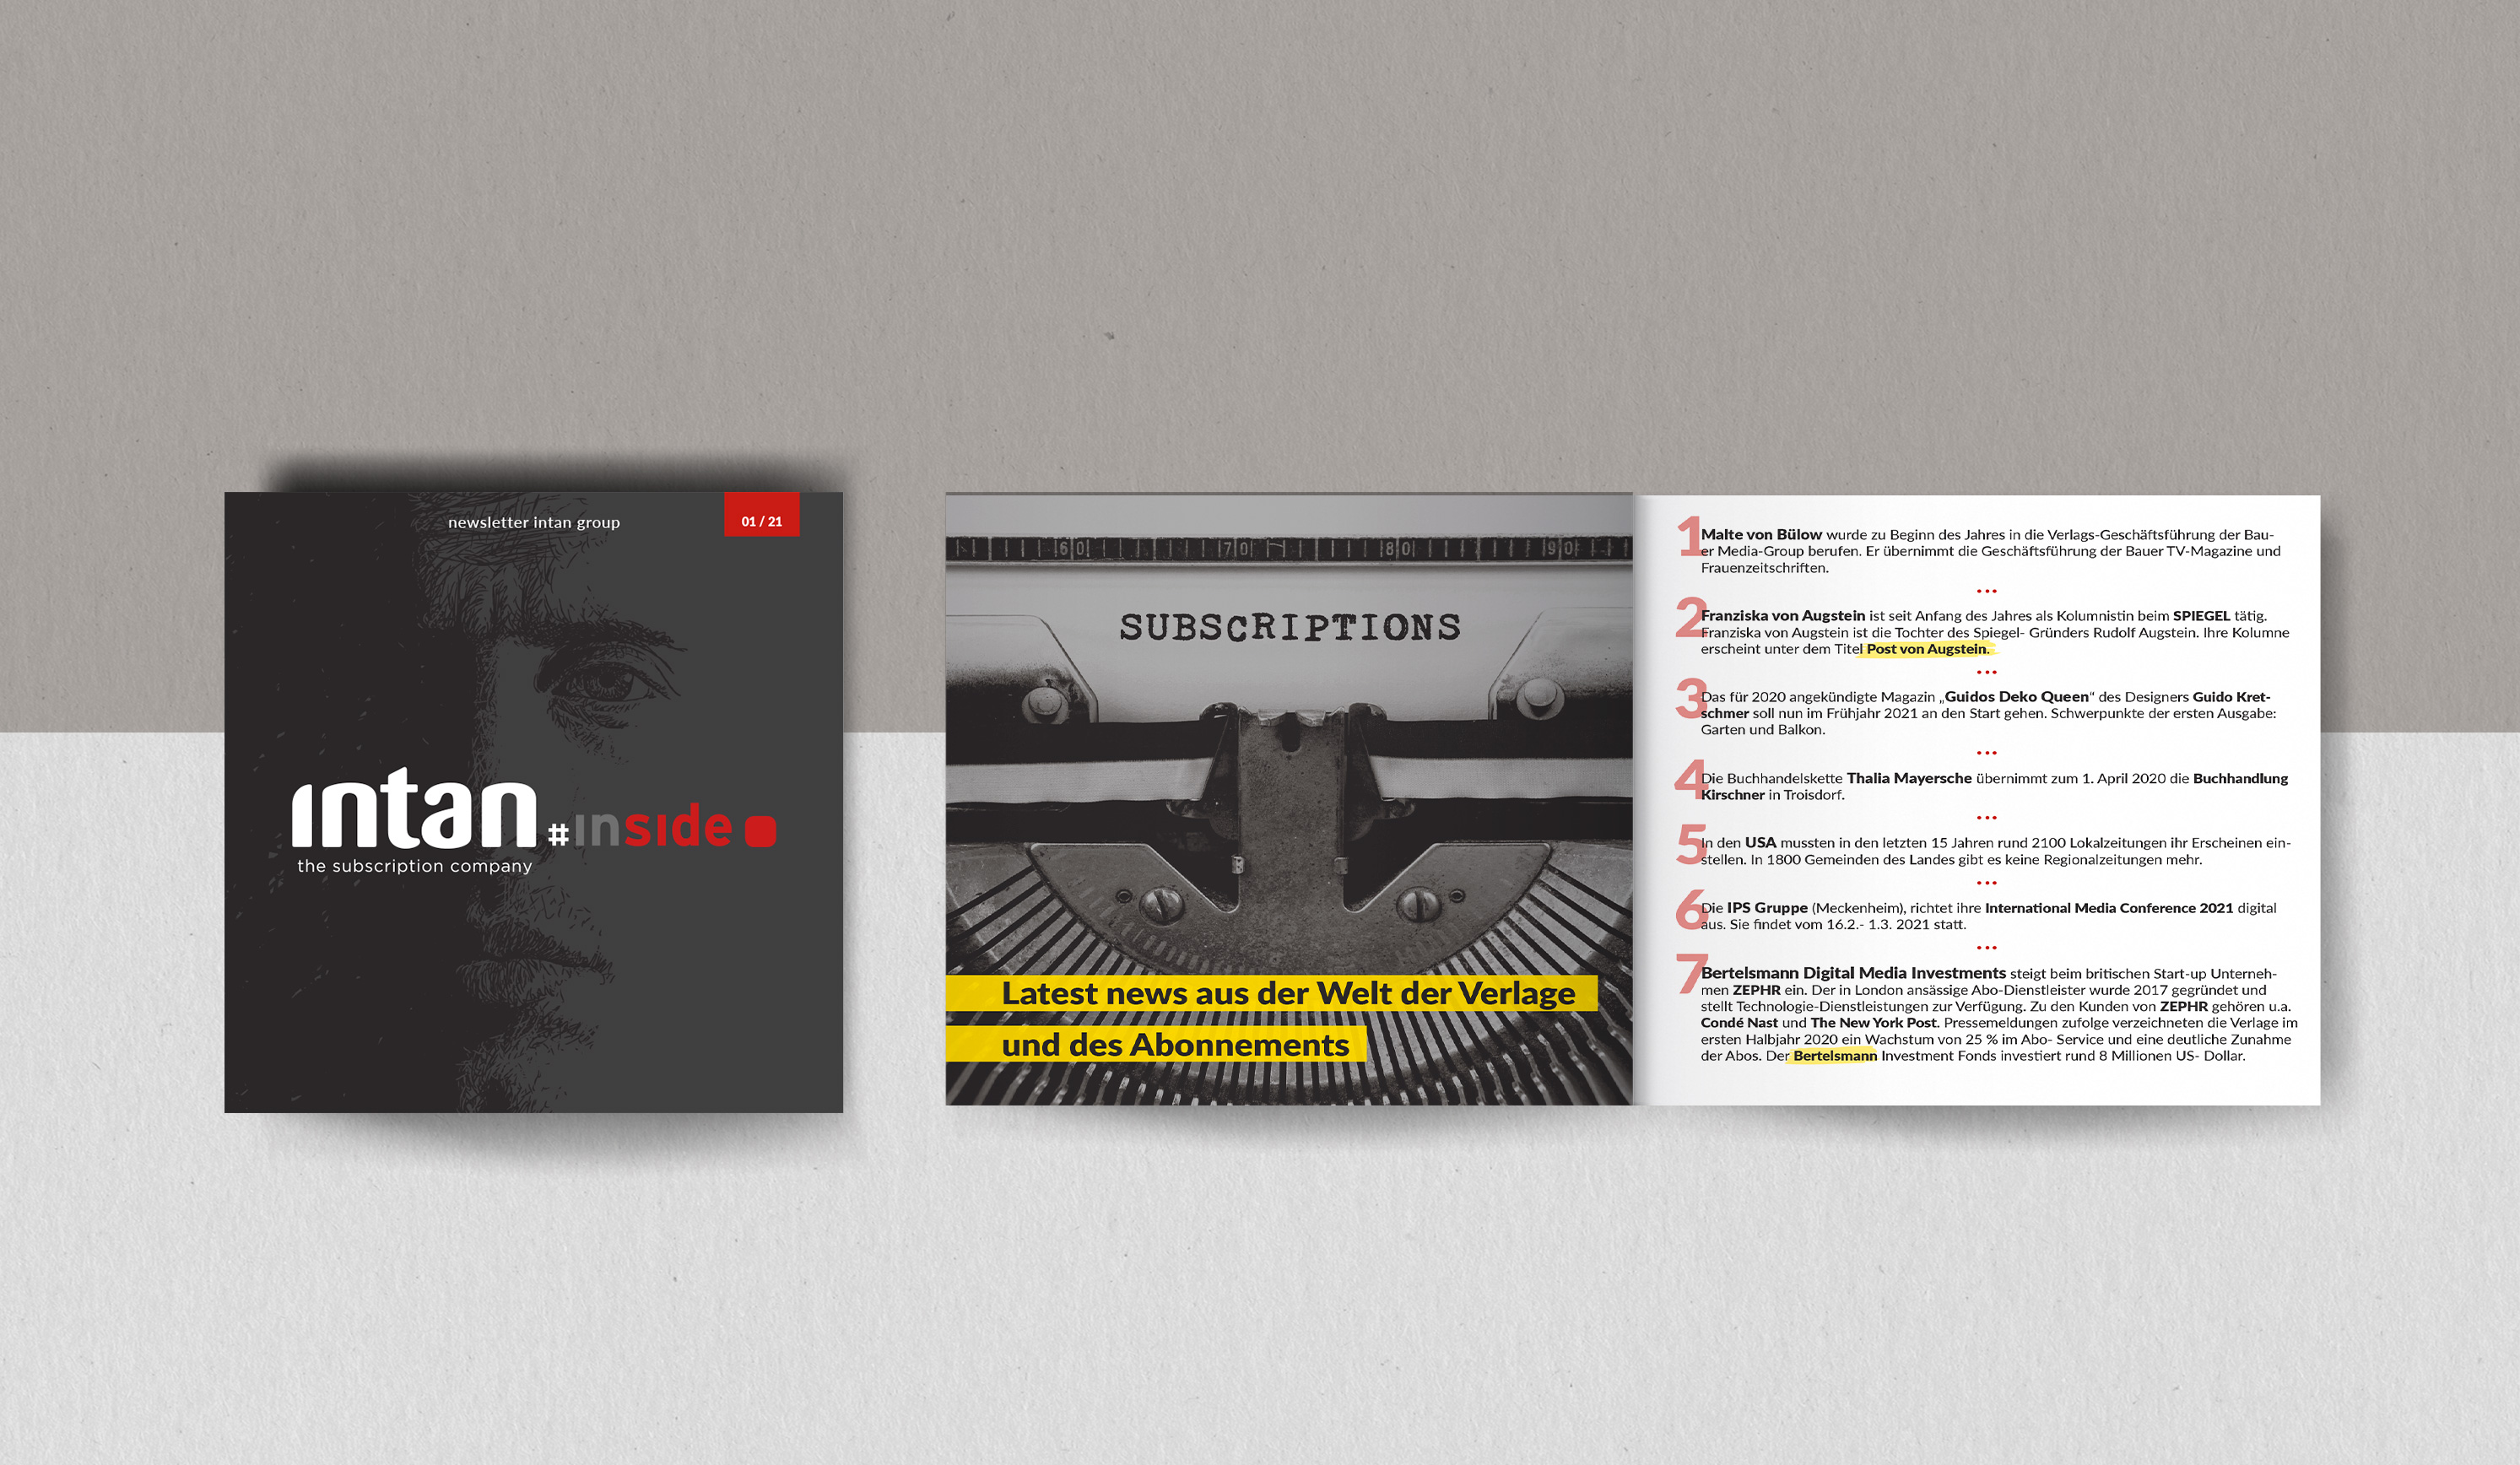 newsletter intan group
01 / 21
intan #inside
the subscription company
60 70 80 90
SUBSCRIPTIONS
Latest news aus der Welt der Verlage
und des Abonnements
1
Malte von Bülow wurde zu Beginn des Jahres in die Verlags-Geschäftsführung der Bau-
er Media-Group berufen. Er übernimmt die Geschäftsführung der Bauer TV-Magazine und
Frauenzeitschriften.
2
Franziska von Augstein ist seit Anfang des Jahres als Kolumnistin beim SPIEGEL tätig.
Franziska von Augstein ist die Tochter des Spiegel- Gründers Rudolf Augstein. Ihre Kolumne
erscheint unter dem Titel Post von Augstein.
3
Das für 2020 angekündigte Magazin „Guidos Deko Queen“ des Designers Guido Kret-
schmer soll nun im Frühjahr 2021 an den Start gehen. Schwerpunkte der ersten Ausgabe:
Garten und Balkon.
4
Die Buchhandelskette Thalia Mayersche übernimmt zum 1. April 2020 die Buchhandlung
Kirschner in Troisdorf.
5
In den USA mussten in den letzten 15 Jahren rund 2100 Lokalzeitungen ihr Erscheinen ein-
stellen. In 1800 Gemeinden des Landes gibt es keine Regionalzeitungen mehr.
6
Die IPS Gruppe (Meckenheim), richtet ihre International Media Conference 2021 digital
aus. Sie findet vom 16.2.- 1.3. 2021 statt.
7
Bertelsmann Digital Media Investments steigt beim britischen Start-up Unterneh-
men ZEPHR ein. Der in London ansässige Abo-Dienstleister wurde 2017 gegründet und
stellt Technologie-Dienstleistungen zur Verfügung. Zu den Kunden von ZEPHR gehören u.a.
Condé Nast und The New York Post. Pressemeldungen zufolge verzeichneten die Verlage im
ersten Halbjahr 2020 ein Wachstum von 25 % im Abo- Service und eine deutliche Zunahme
der Abos. Der Bertelsmann Investment Fonds investiert rund 8 Millionen US- Dollar.